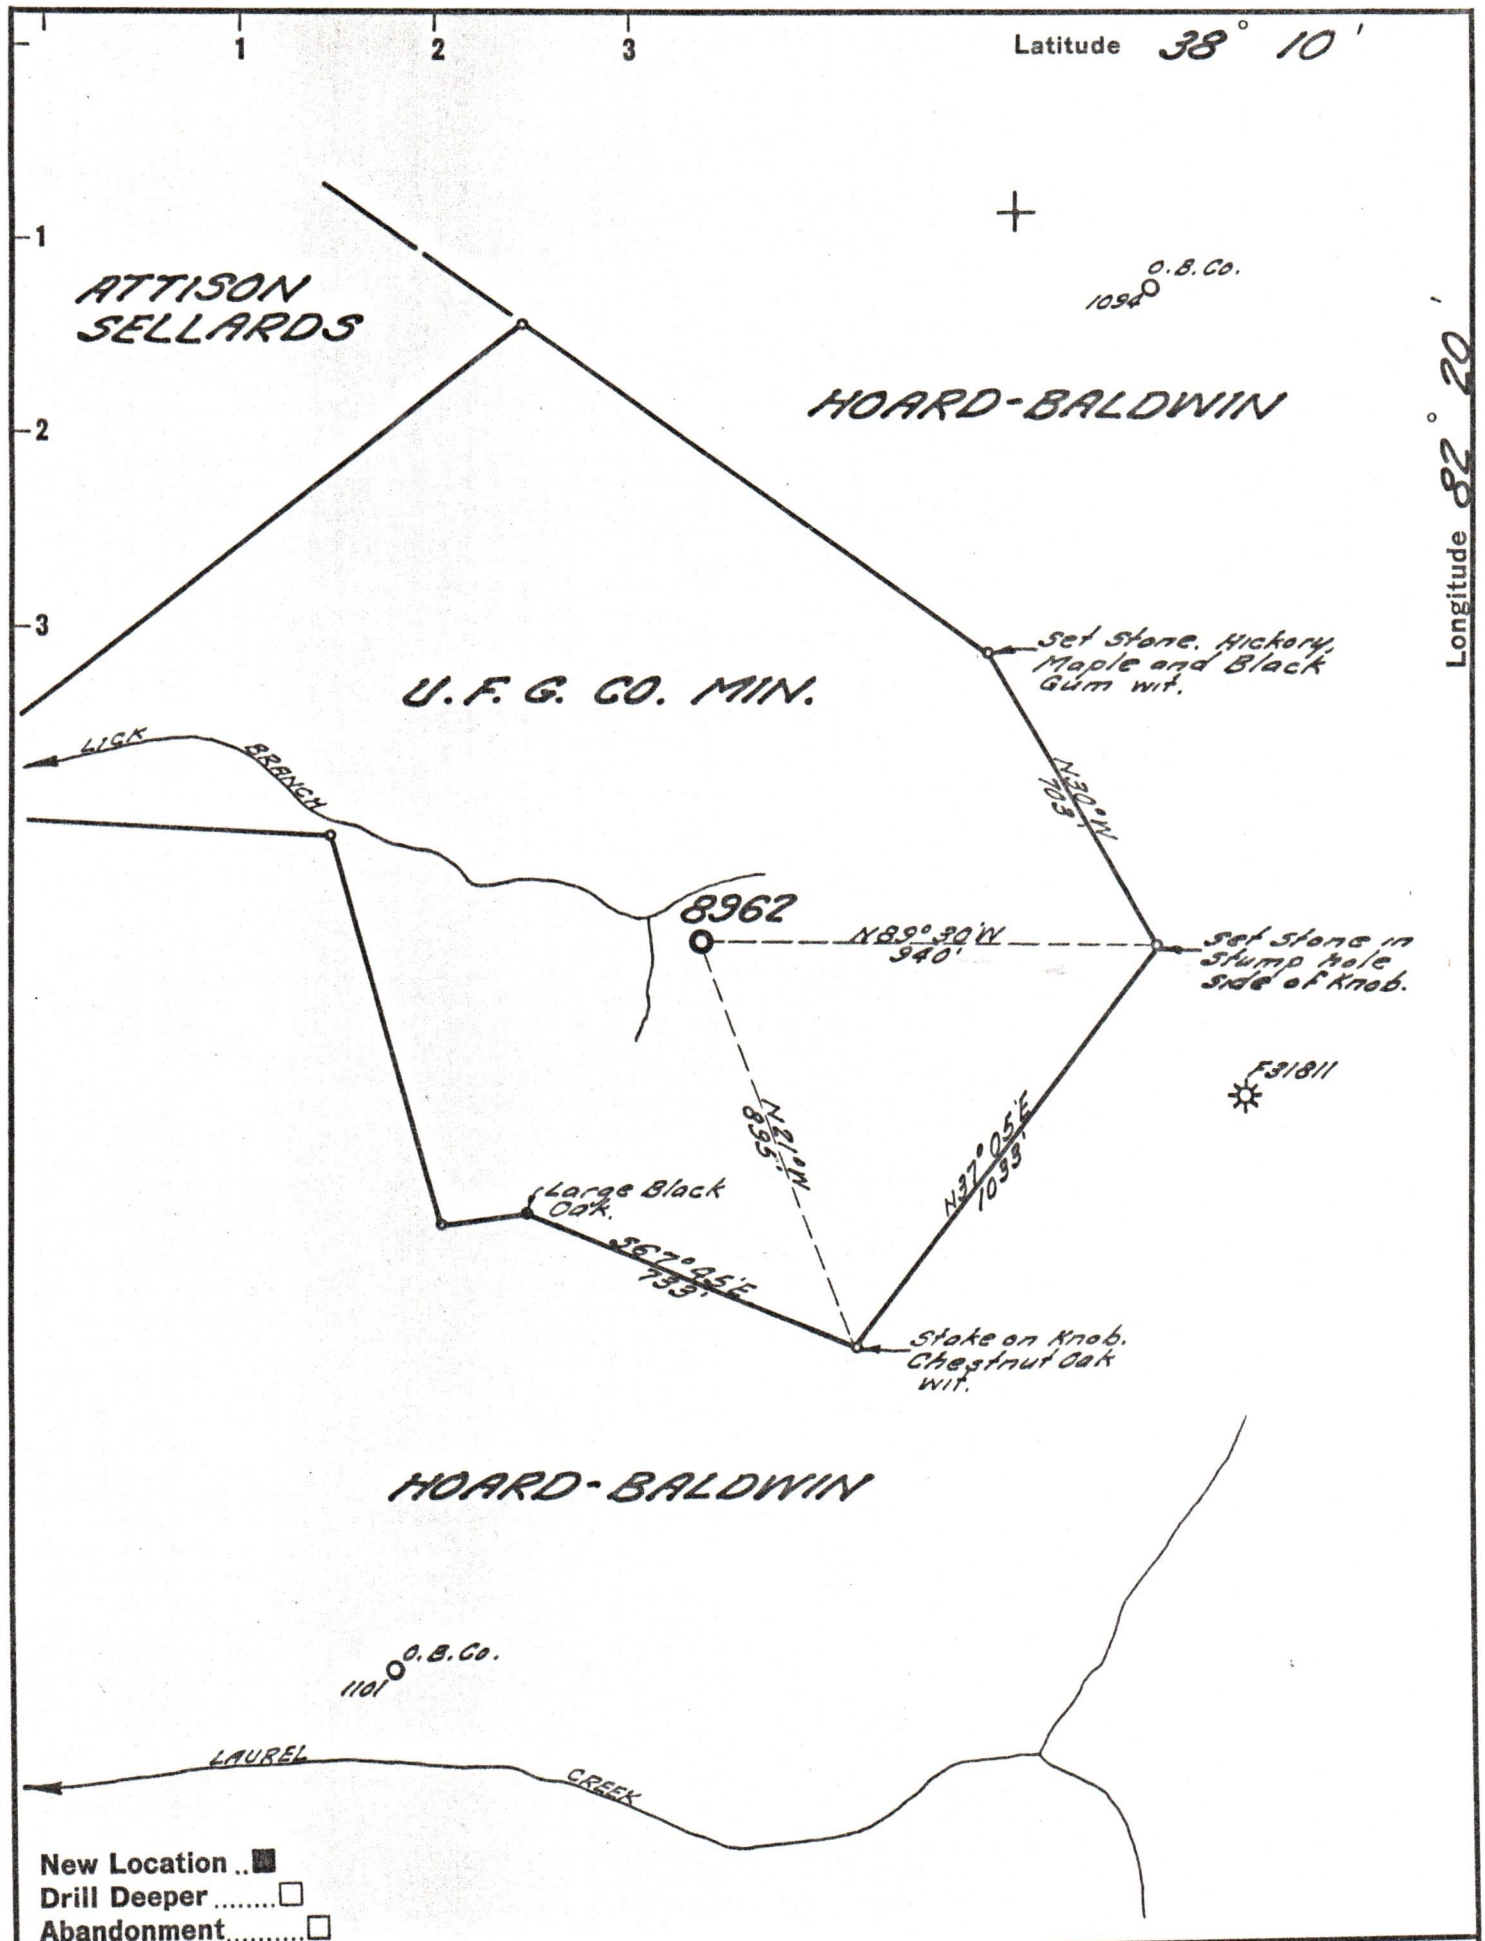 1 2 3 Latitude 38° 10'
1
O.B.Co.
1094
ATTISON
SELLARDS
Longitude 82° 20'
HOARD-BALDWIN
2
3
Set Stone. Hickory,
Maple and Black
Gum wit.
U.F.G. CO. MIN.
LICK
BRANCH
N30°W
703'
8962
N89°30'W
940'
Set Stone in
Stump hole
side of Knob.
F31811
N21°W
895'
N37°05'E
1033'
Large Black
Oak.
S67°45'E
733'
Stake on Knob.
Chestnut Oak
wit.
HOARD-BALDWIN
O.B.Co.
1101
LAUREL
CREEK
New Location ..■
Drill Deeper ........□
Abandonment..........□